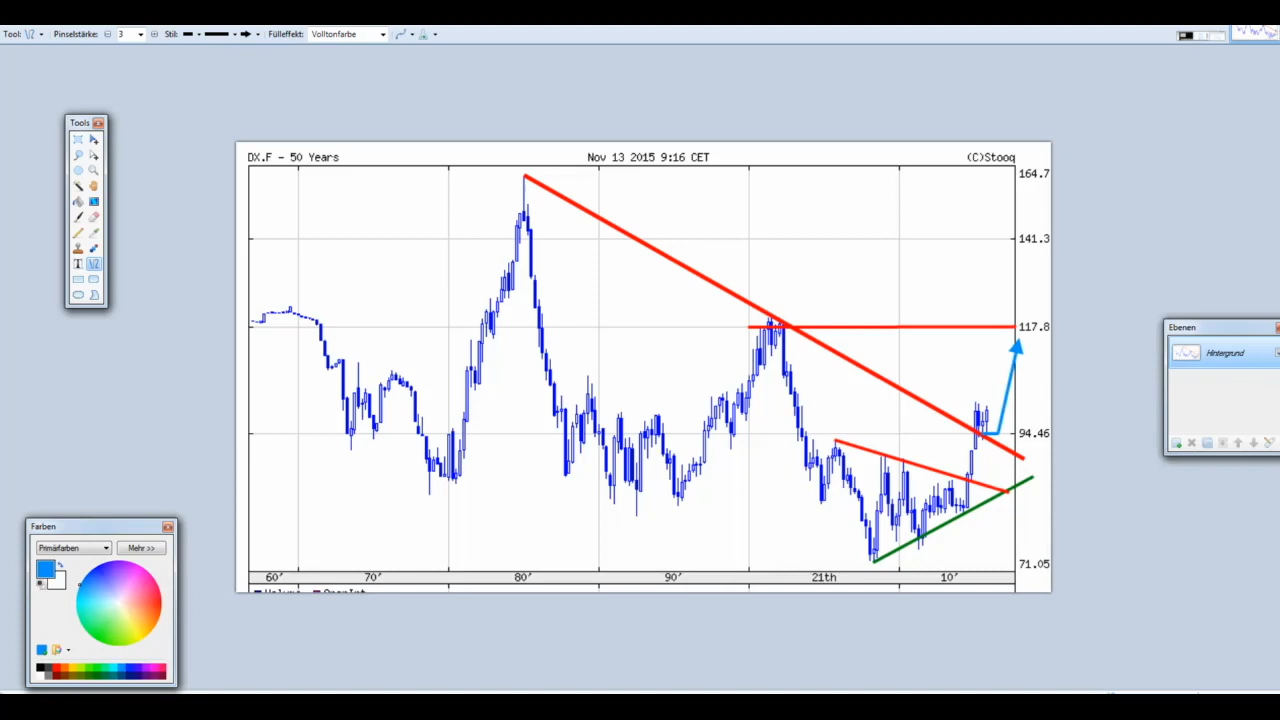 Tool:
Pinselstärke:
3
Stil:
Fülleffekt:
Volltonfarbe
Tools
T
DX.F - 50 Years
Nov 13 2015 9:16 CET
(C)Stooq
164.7
141.3
117.8
94.46
71.05
60'
70'
80'
90'
21th
10'
Ebenen
Hintergrund
Farben
Primärfarben
Mehr >>